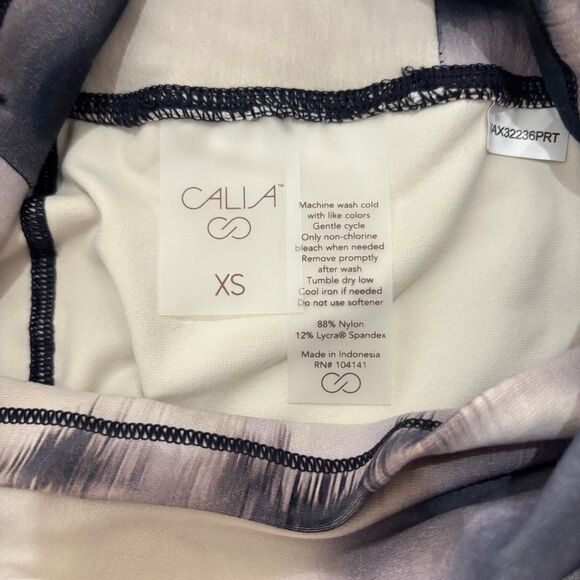 CALIA™
XS
Machine wash cold
with like colors
Gentle cycle
Only non-chlorine
bleach when needed
Remove promptly
after wash
Tumble dry low
Cool iron if needed
Do not use softener
88% Nylon
12% Lycra® Spandex
Made in Indonesia
RN# 104141
AX32236PRT